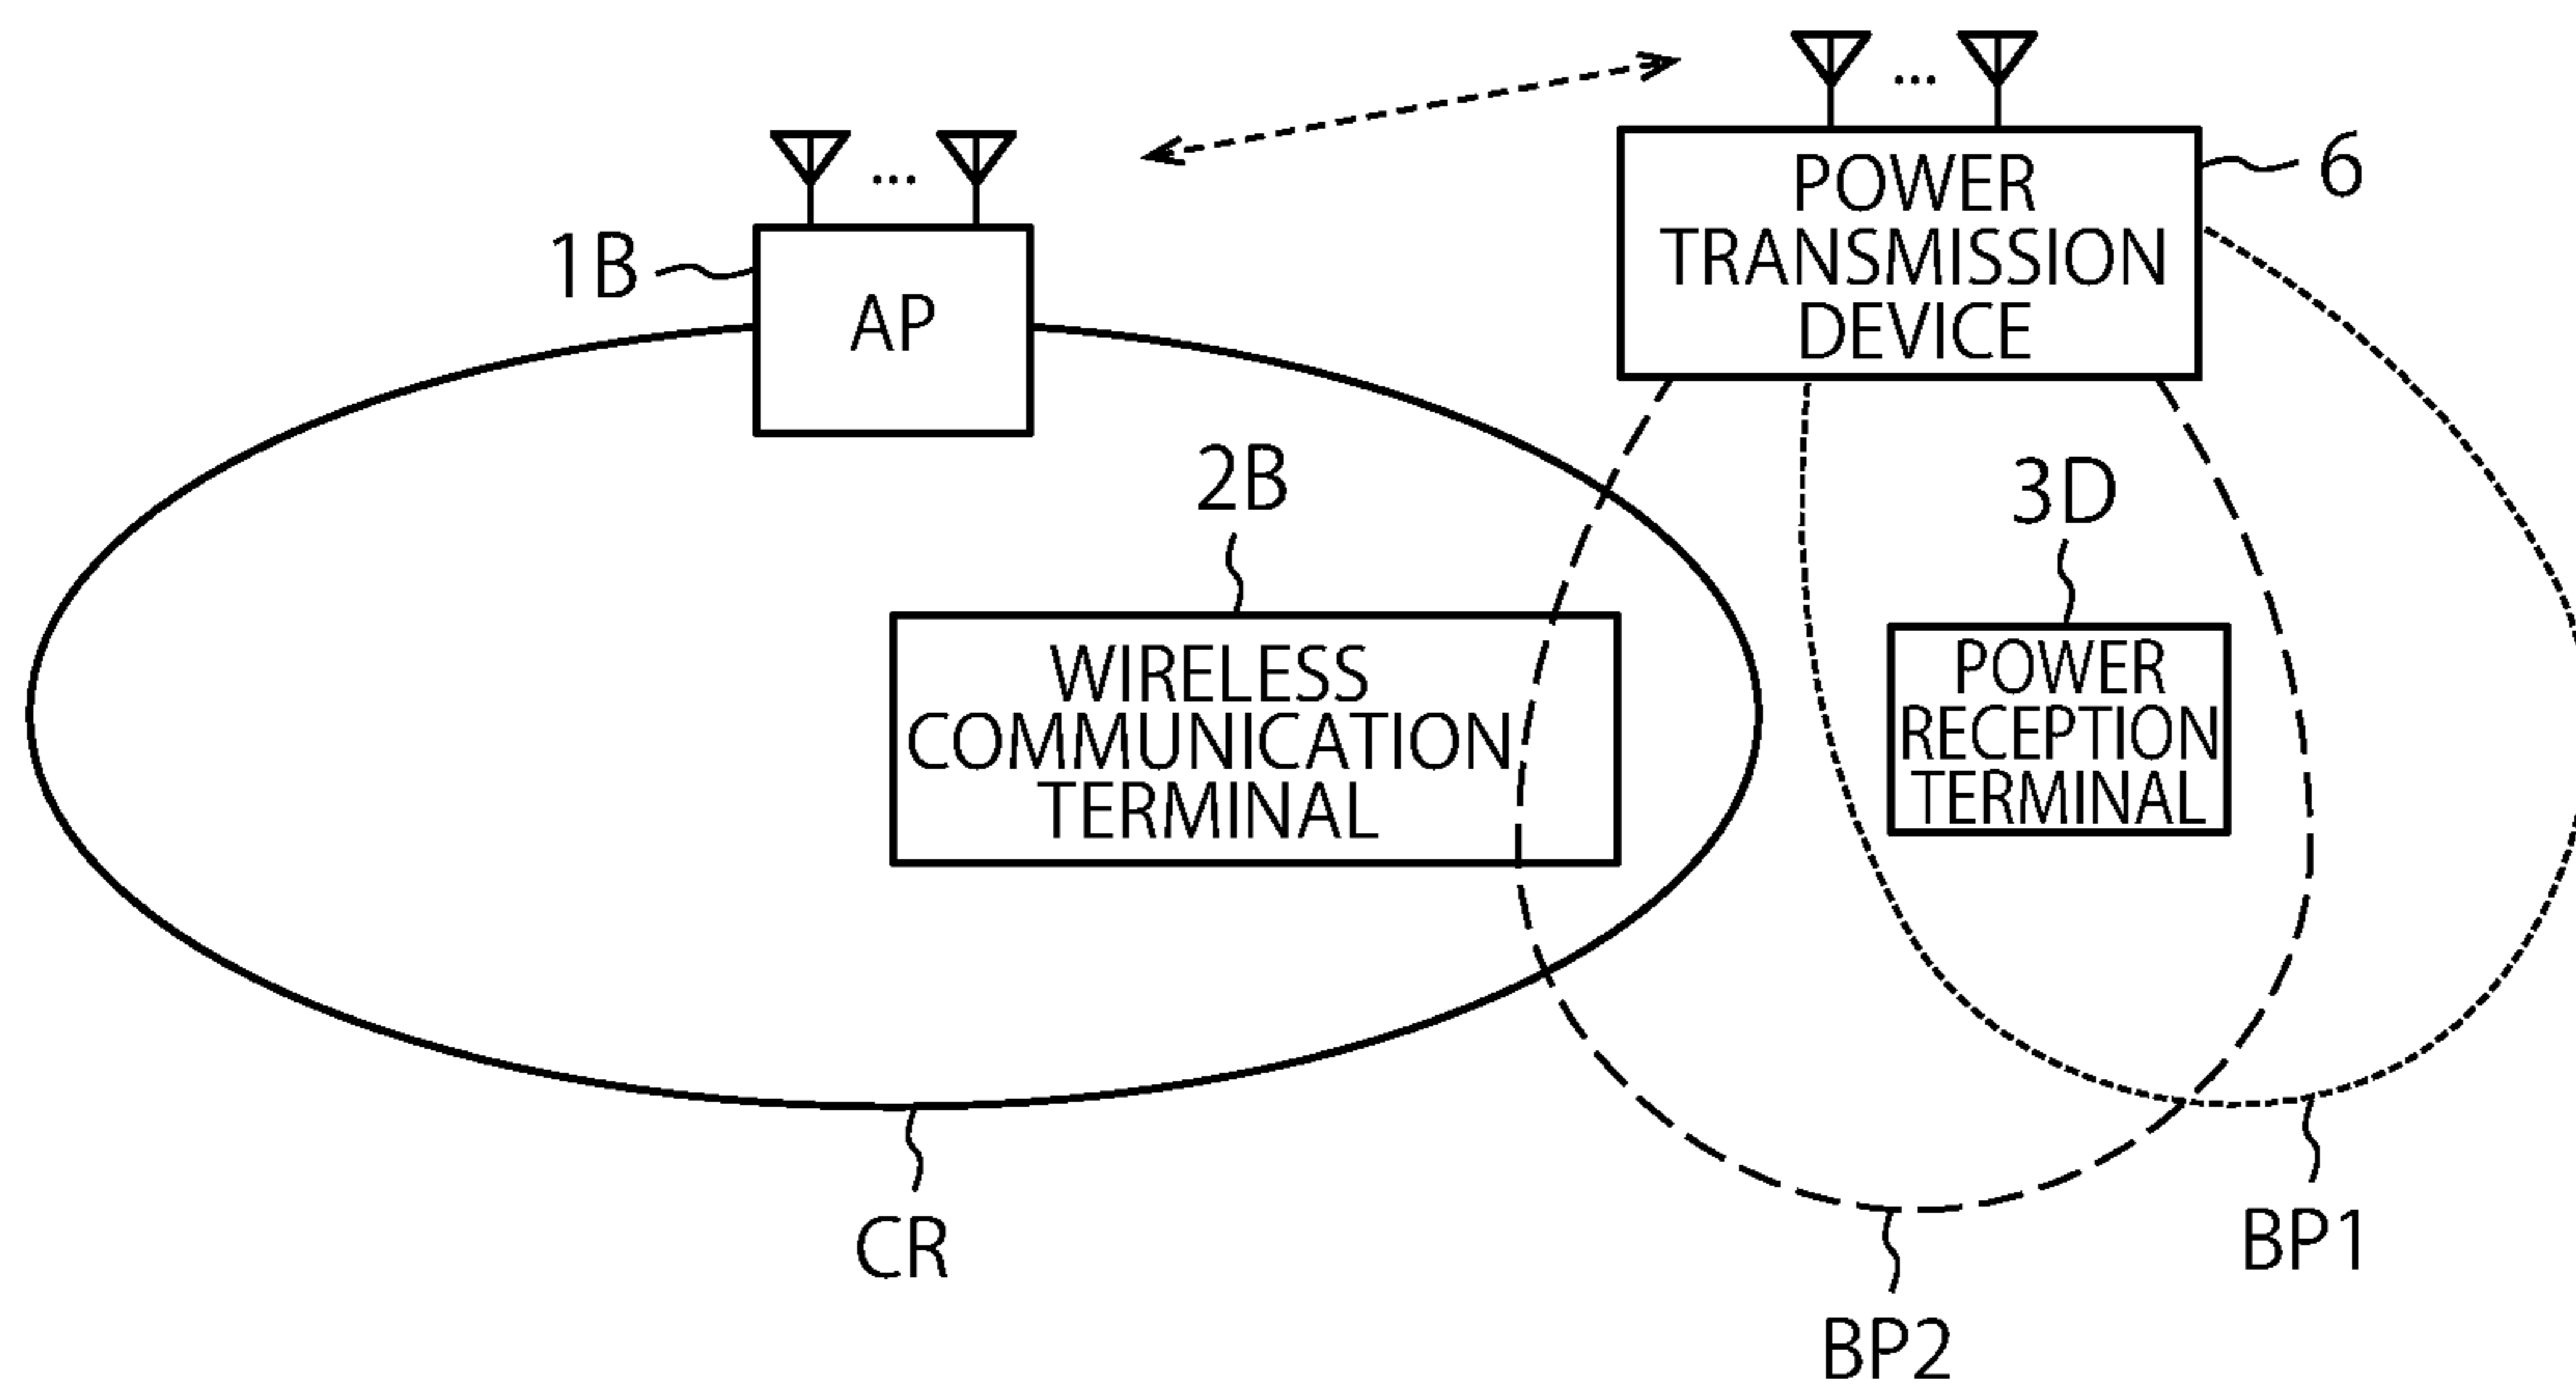 ...
...
POWER
TRANSMISSION
DEVICE
6
1B
AP
2B
3D
WIRELESS
COMMUNICATION
TERMINAL
POWER
RECEPTION
TERMINAL
CR
BP1
BP2